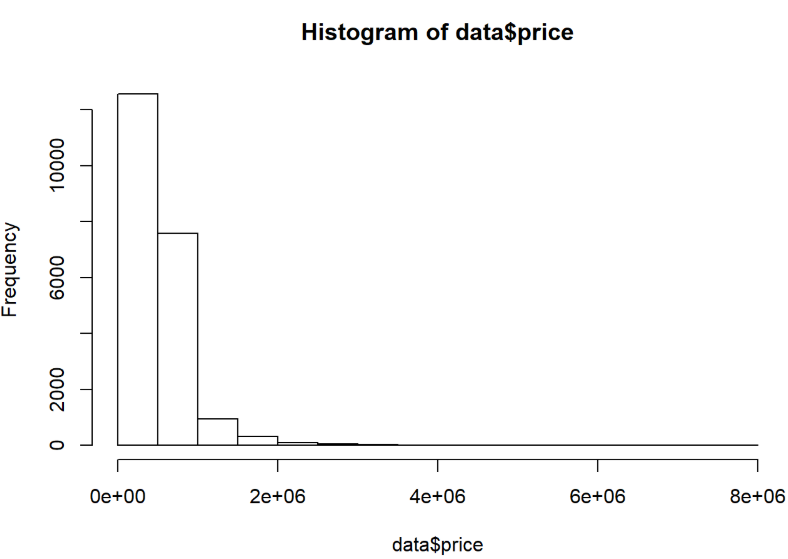 Histogram of data$price
Frequency
10000
6000
2000
0
0e+00 2e+06 4e+06 6e+06 8e+06
data$price